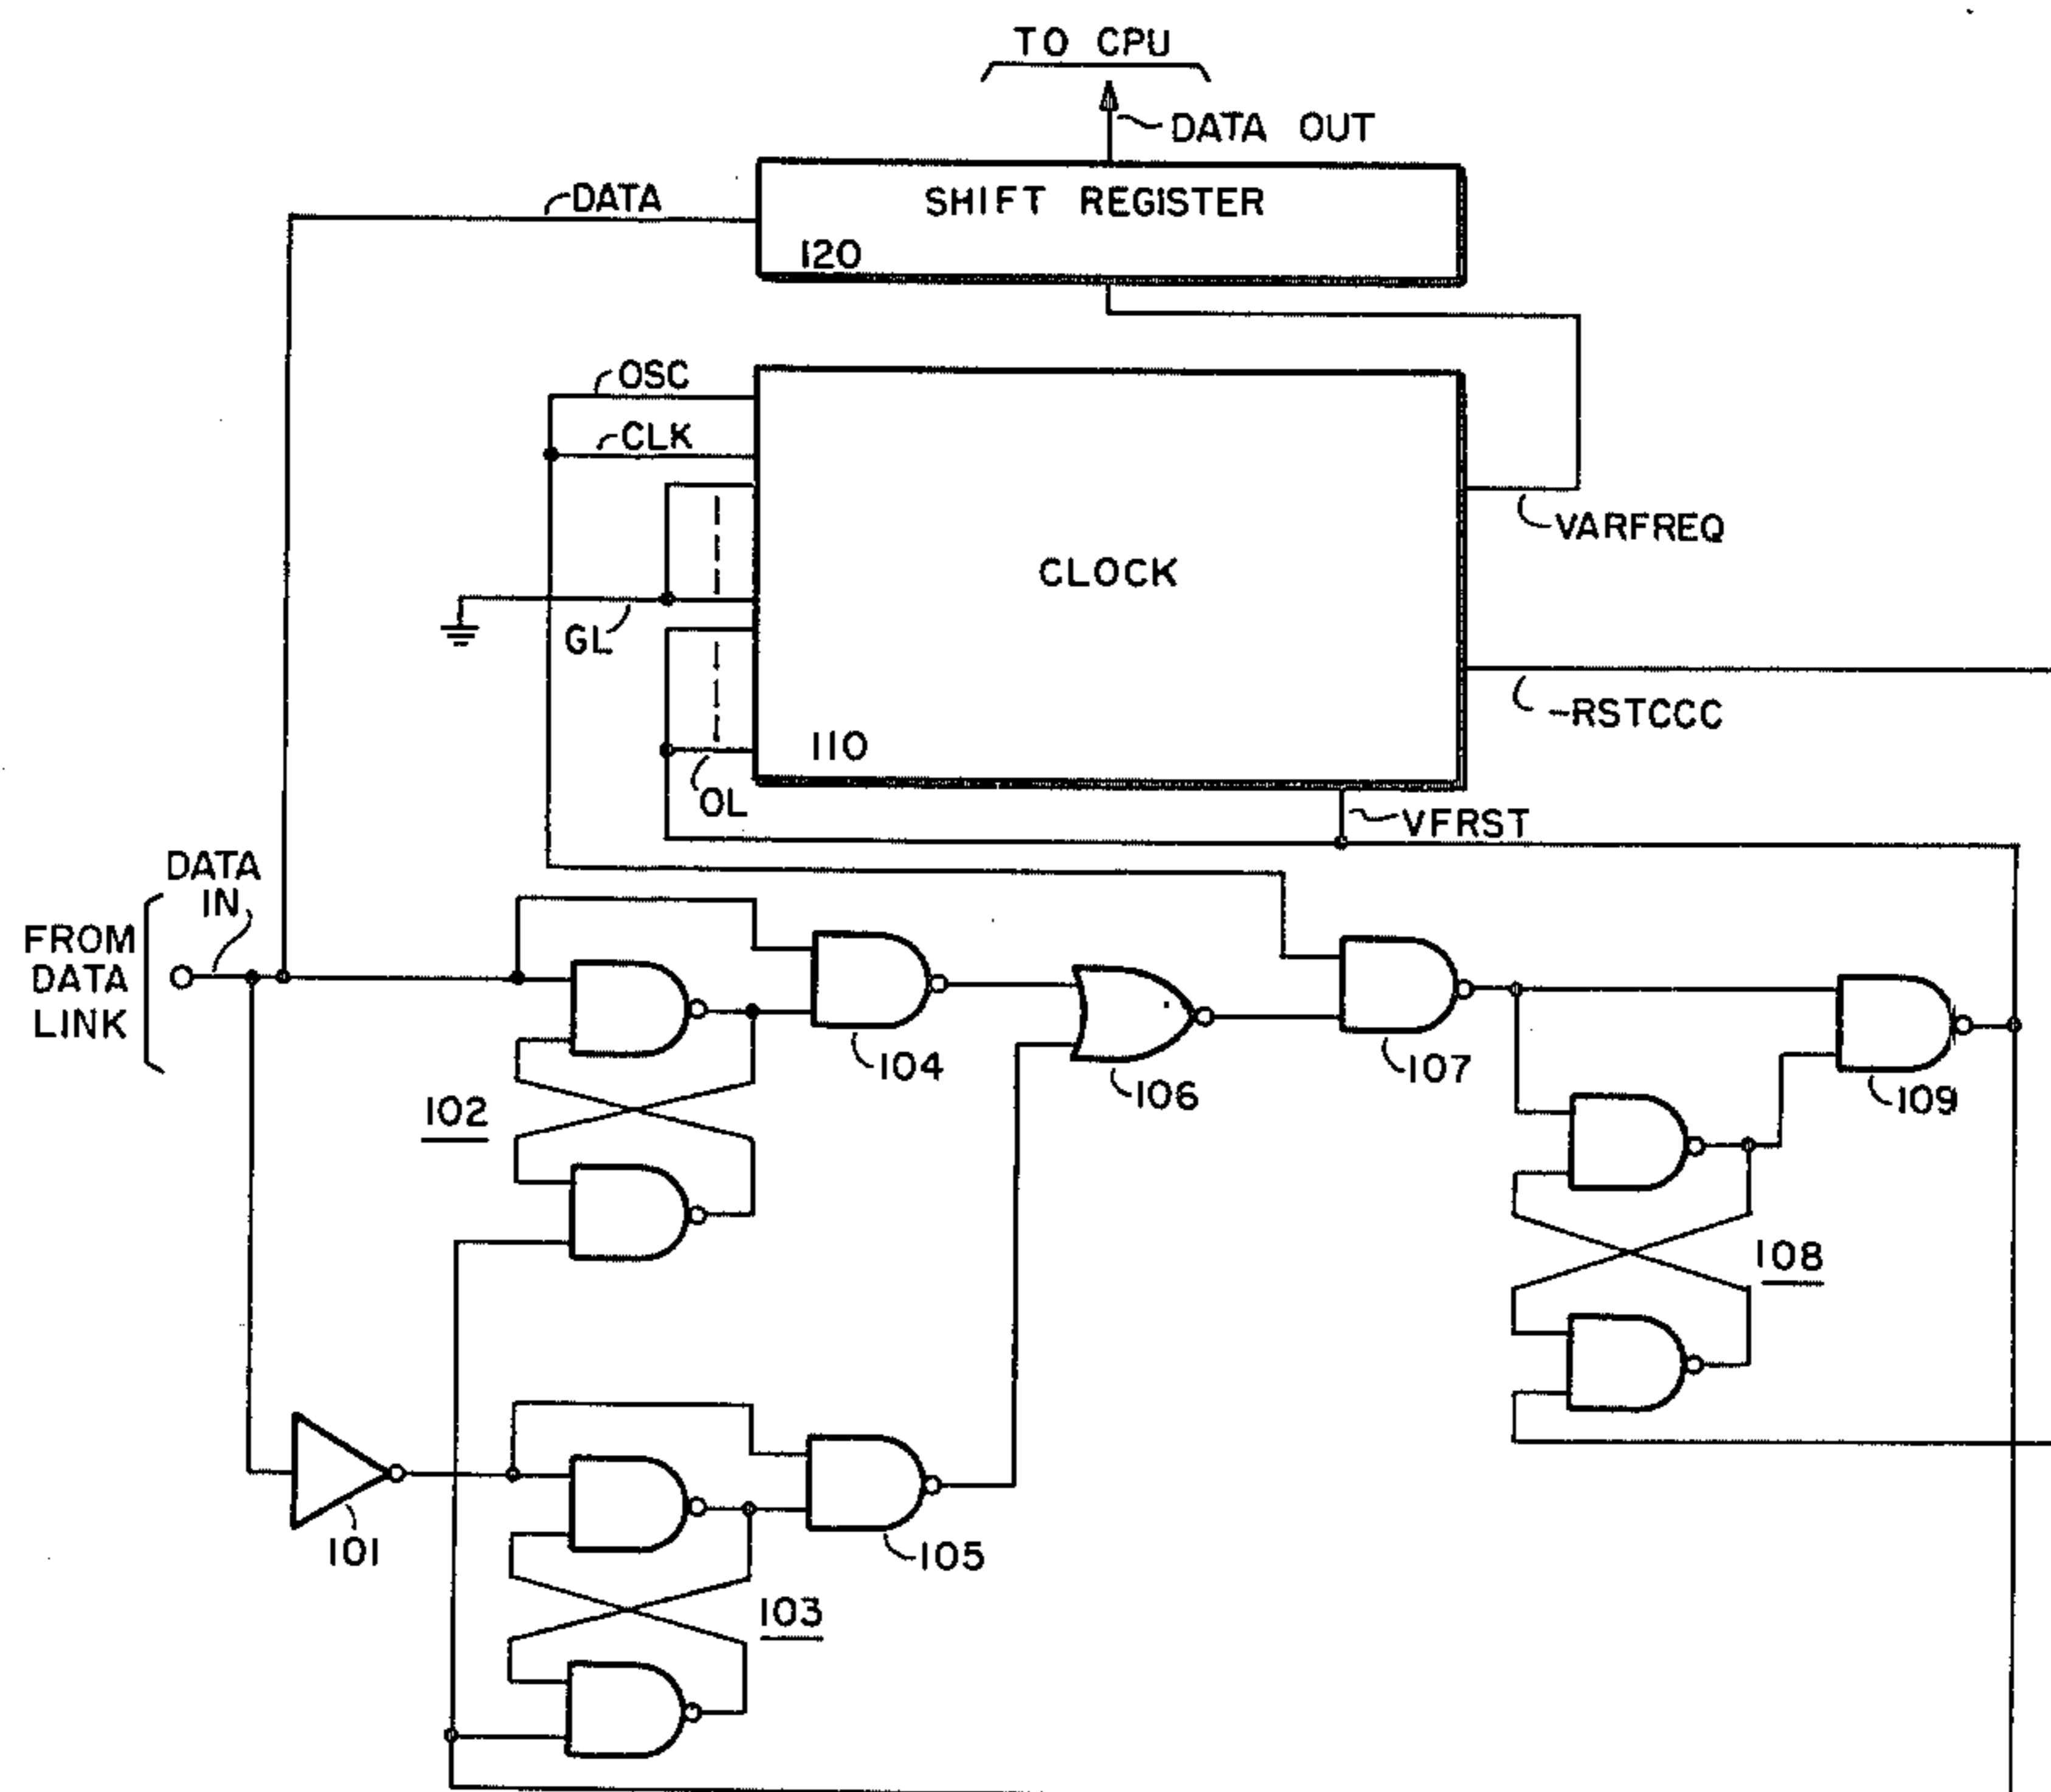 TO CPU
DATA OUT
DATA
SHIFT REGISTER
120
OSC
CLK
VARFREQ
CLOCK
GL
-RSTCCC
110
OL
VFRST
DATA
IN
FROM
DATA
LINK
104
106
107
109
102
108
101
105
103